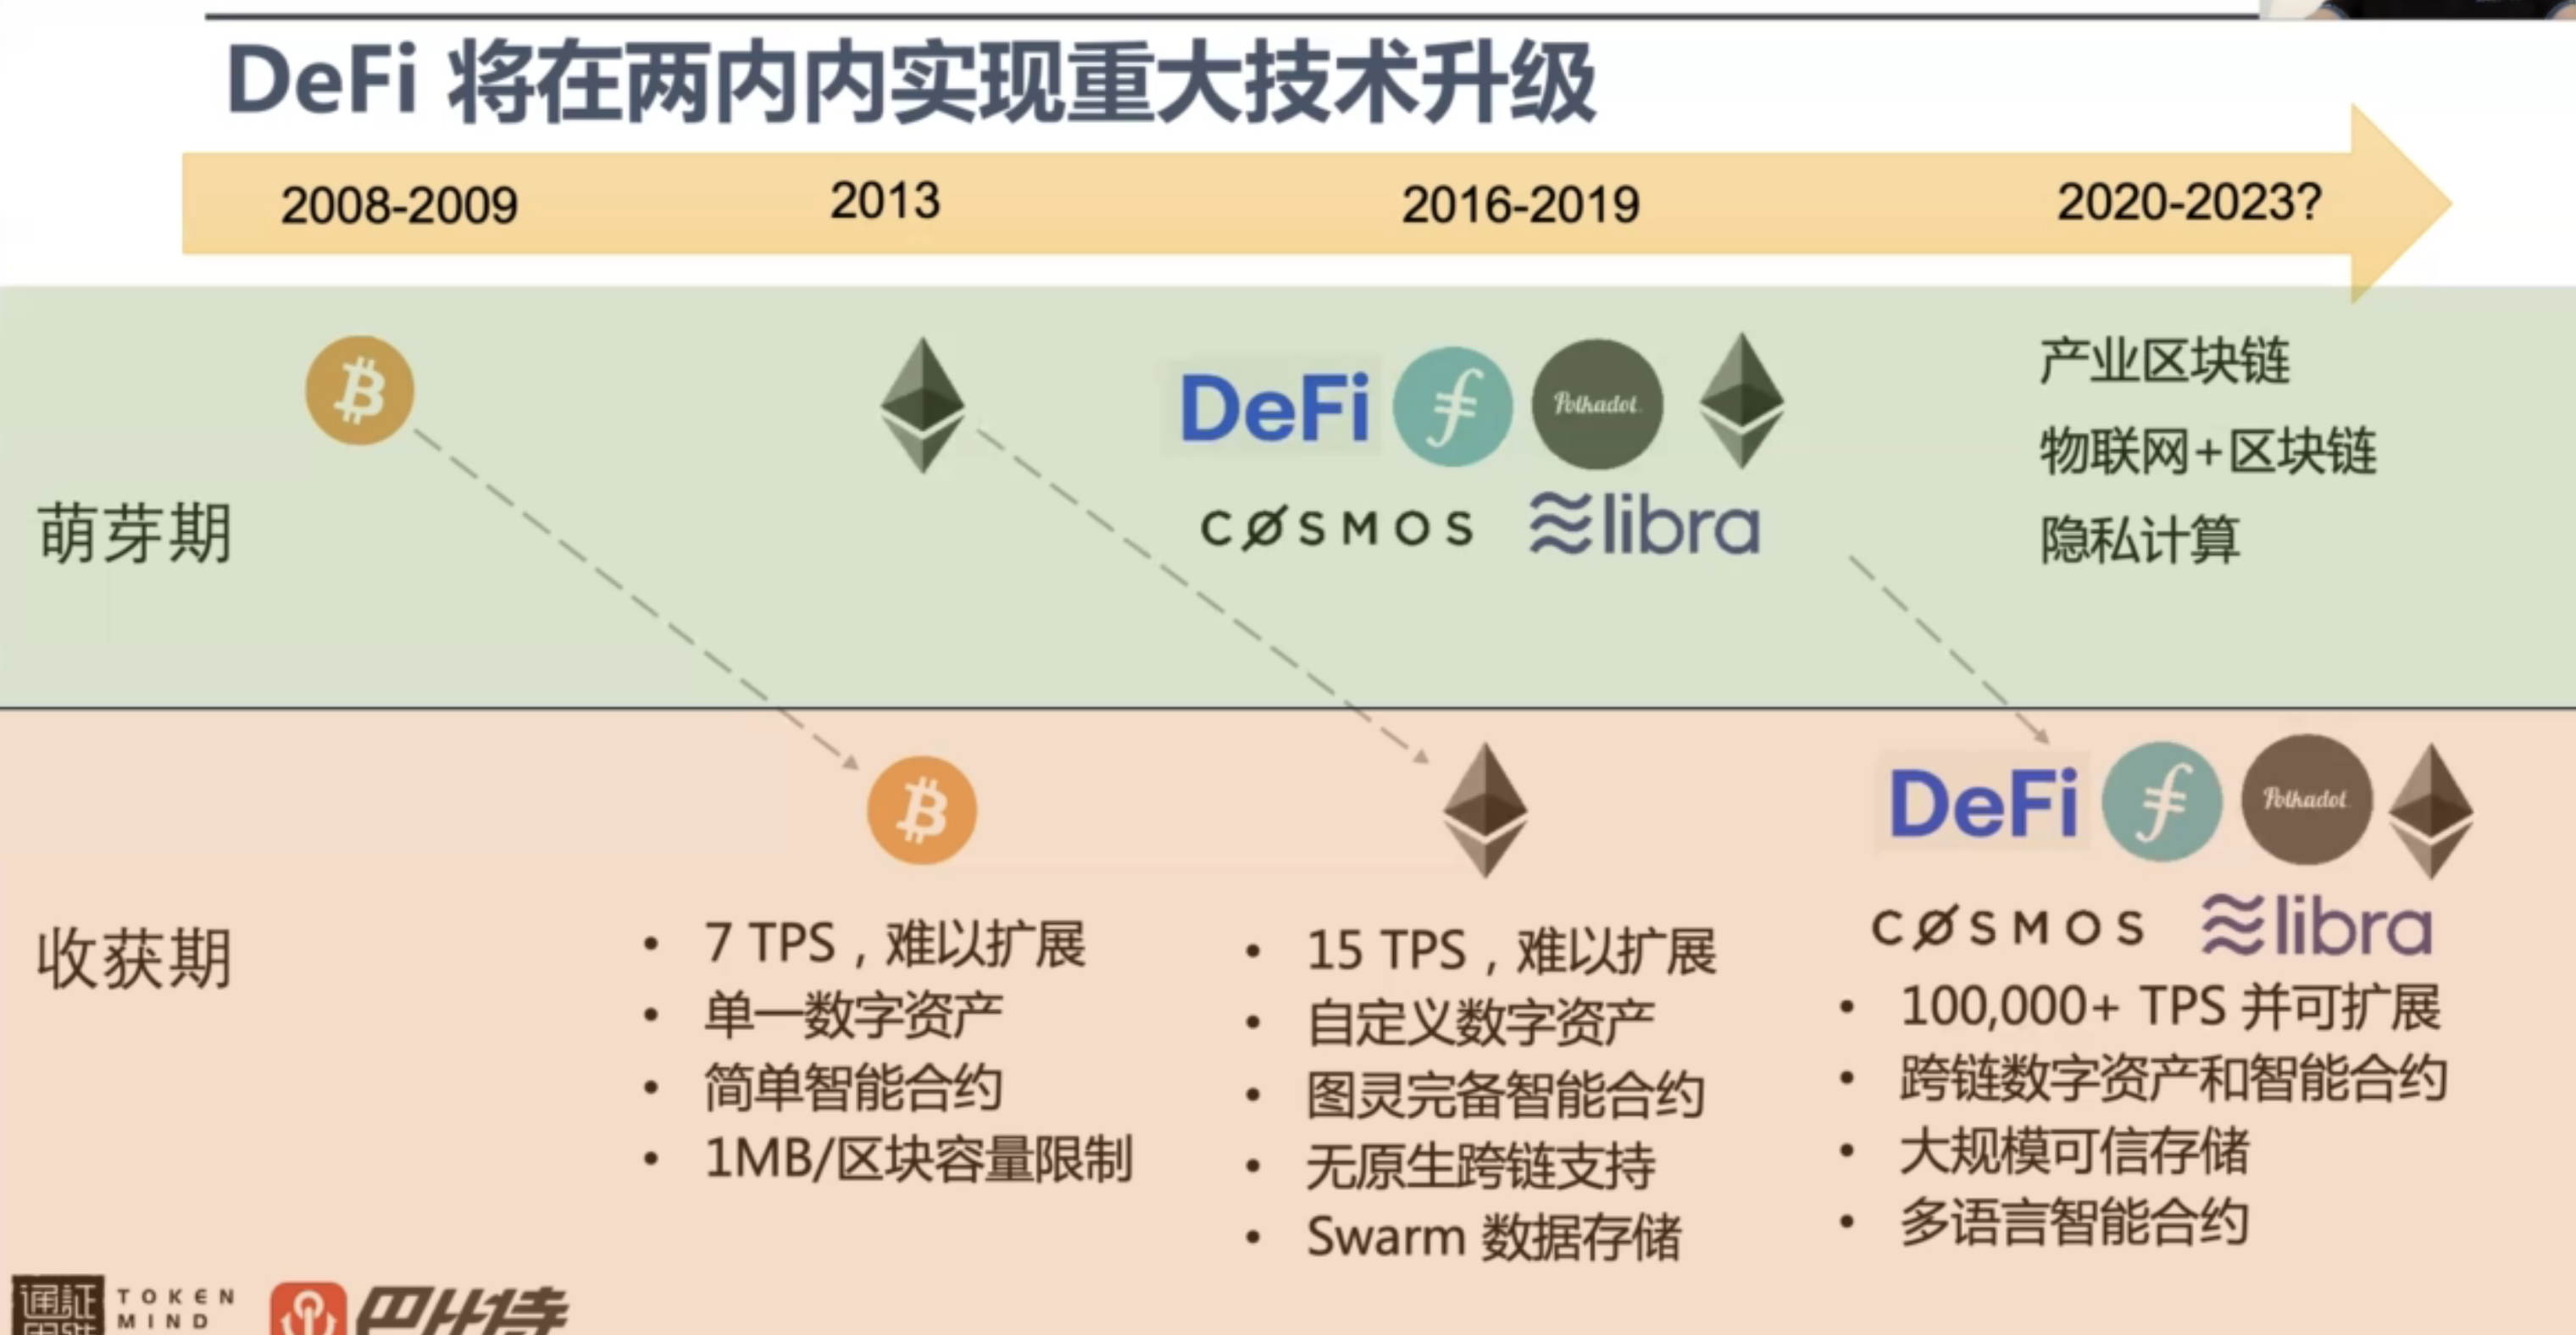 DeFi 将在两内内实现重大技术升级
2008-2009
2013
2016-2019
2020-2023?
萌芽期
DeFi
Polkadot.
COSMOS
libra
产业区块链
物联网+区块链
隐私计算
收获期
• 7 TPS，难以扩展
• 单一数字资产
• 简单智能合约
• 1MB/区块容量限制
• 15 TPS，难以扩展
• 自定义数字资产
• 图灵完备智能合约
• 无原生跨链支持
• Swarm 数据存储
DeFi
Polkadot
COSMOS
libra
• 100,000+ TPS 并可扩展
• 跨链数字资产和智能合约
• 大规模可信存储
• 多语言智能合约
通証
TOKEN
MIND
巴比特